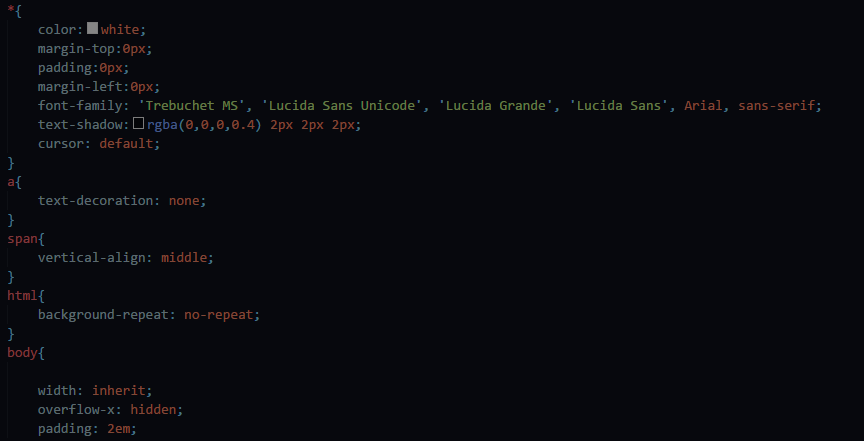 *{
color:white;
margin-top:0px;
padding:0px;
margin-left:0px;
font-family: 'Trebuchet MS', 'Lucida Sans Unicode', 'Lucida Grande', 'Lucida Sans', Arial, sans-serif;
text-shadow:rgba(0,0,0,0.4) 2px 2px 2px;
cursor: default;
}
a{
text-decoration: none;
}
span{
vertical-align: middle;
}
html{
background-repeat: no-repeat;
}
body{
width: inherit;
overflow-x: hidden;
padding: 2em;